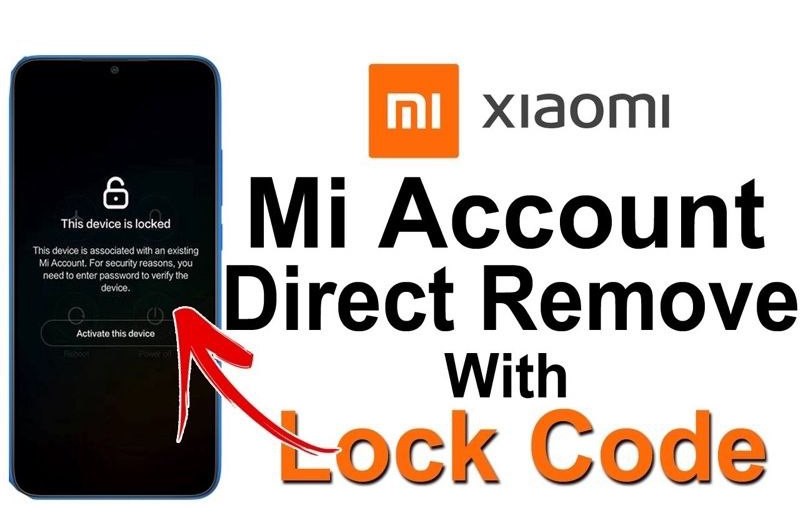 This device is locked
This device is associated with an existing
Mi Account. For security reasons, you
need to enter password to verify the
device.
Activate this device
Reboot
Power off
mi xiaomi
Mi Account
Direct Remove
With
Lock Code